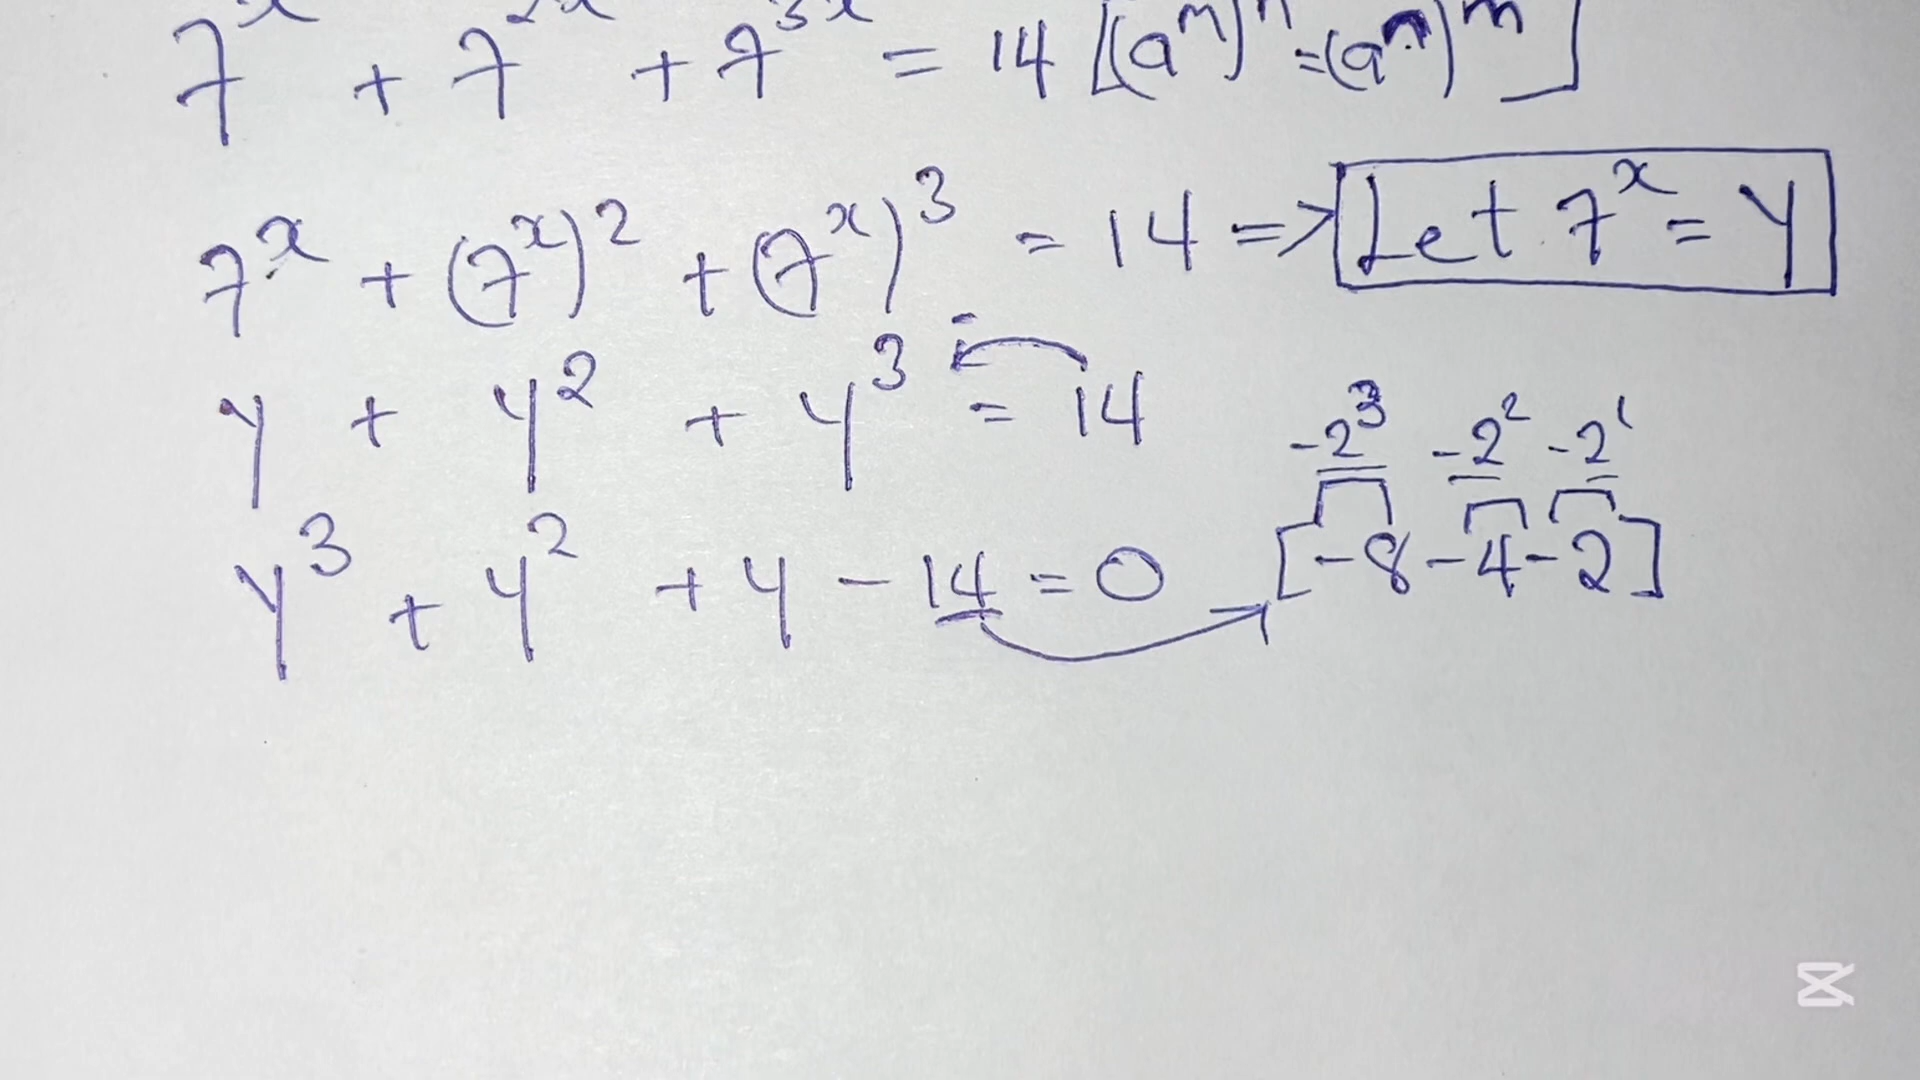 7^x + 7^2x + 7^3x = 14 [(a^m)^n = (a^n)^m]
7^x + (7^x)^2 + (7^x)^3 = 14 => Let 7^x = y
y + y^2 + y^3 = 14
-2^3 -2^2 -2^1
y^3 + y^2 + y - 14 = 0 [-8-4-2]